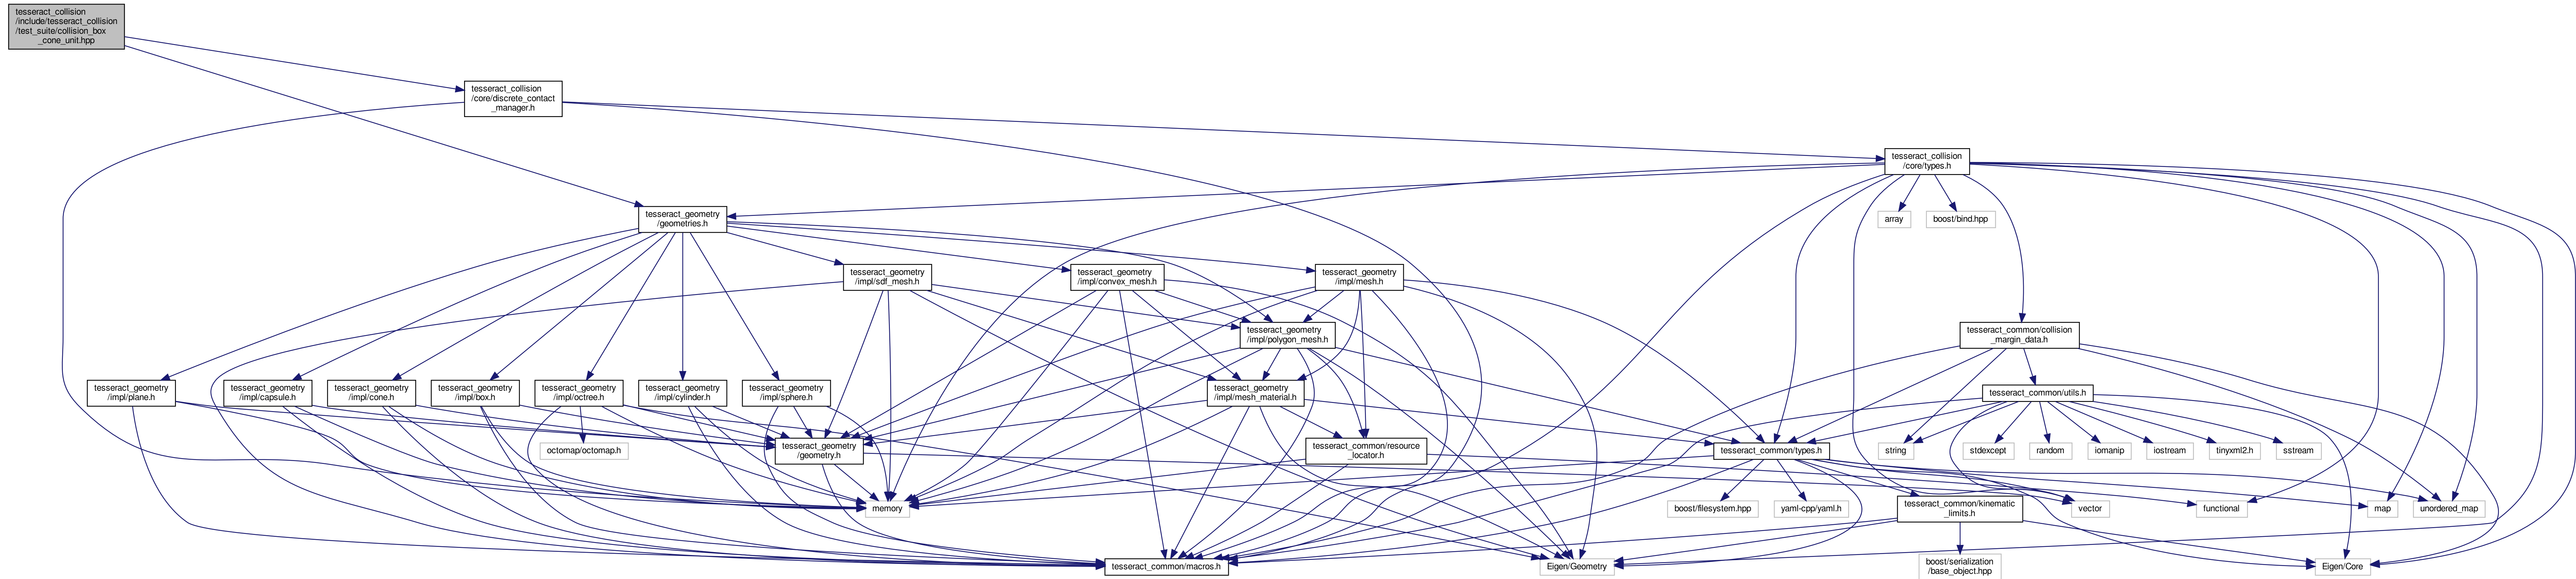 tesseract_collision
/include/tesseract_collision
/test_suite/collision_box
_cone_unit.hpp
tesseract_collision
/core/discrete_contact
_manager.h
tesseract_collision
/core/types.h
tesseract_geometry
/geometries.h
array
boost/bind.hpp
tesseract_geometry
/impl/sdf_mesh.h
tesseract_geometry
/impl/convex_mesh.h
tesseract_geometry
/impl/mesh.h
tesseract_geometry
/impl/polygon_mesh.h
tesseract_common/collision
_margin_data.h
tesseract_geometry
/impl/plane.h
tesseract_geometry
/impl/capsule.h
tesseract_geometry
/impl/cone.h
tesseract_geometry
/impl/box.h
tesseract_geometry
/impl/octree.h
tesseract_geometry
/impl/cylinder.h
tesseract_geometry
/impl/sphere.h
tesseract_geometry
/impl/mesh_material.h
tesseract_common/utils.h
octomap/octomap.h
tesseract_geometry
/geometry.h
tesseract_common/resource
_locator.h
tesseract_common/types.h
string
stdexcept
random
iomanip
iostream
tinyxml2.h
sstream
memory
boost/filesystem.hpp
yaml-cpp/yaml.h
tesseract_common/kinematic
_limits.h
vector
functional
map
unordered_map
tesseract_common/macros.h
Eigen/Geometry
boost/serialization
/base_object.hpp
Eigen/Core